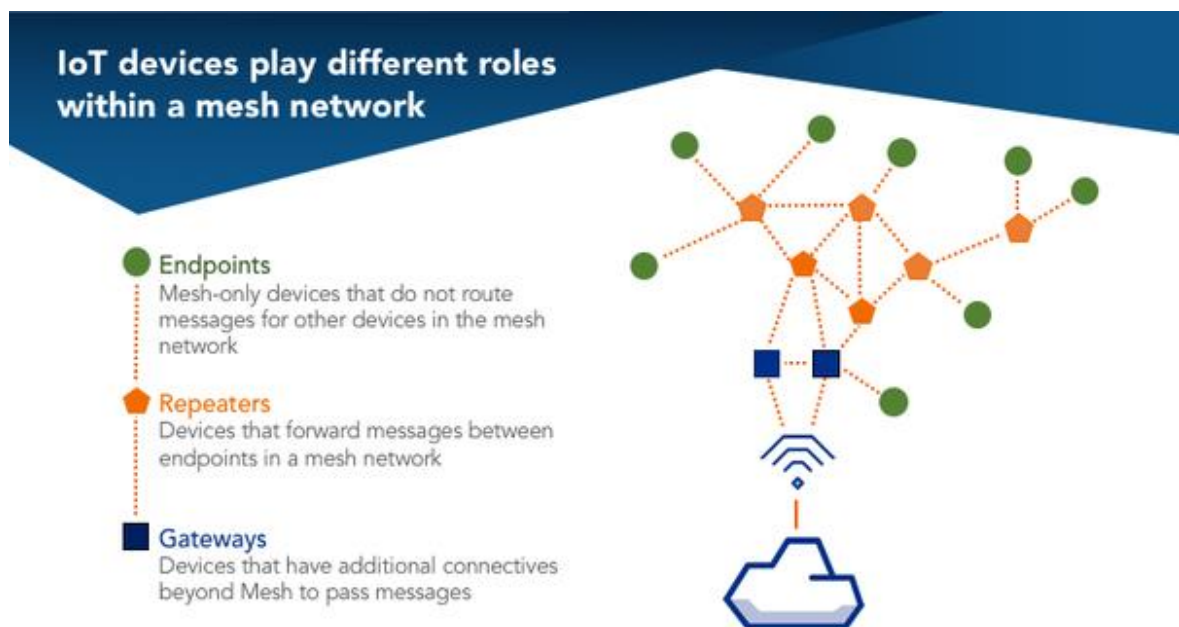 IoT devices play different roles
within a mesh network
Endpoints
Mesh-only devices that do not route
messages for other devices in the mesh
network
Repeaters
Devices that forward messages between
endpoints in a mesh network
Gateways
Devices that have additional connectives
beyond Mesh to pass messages